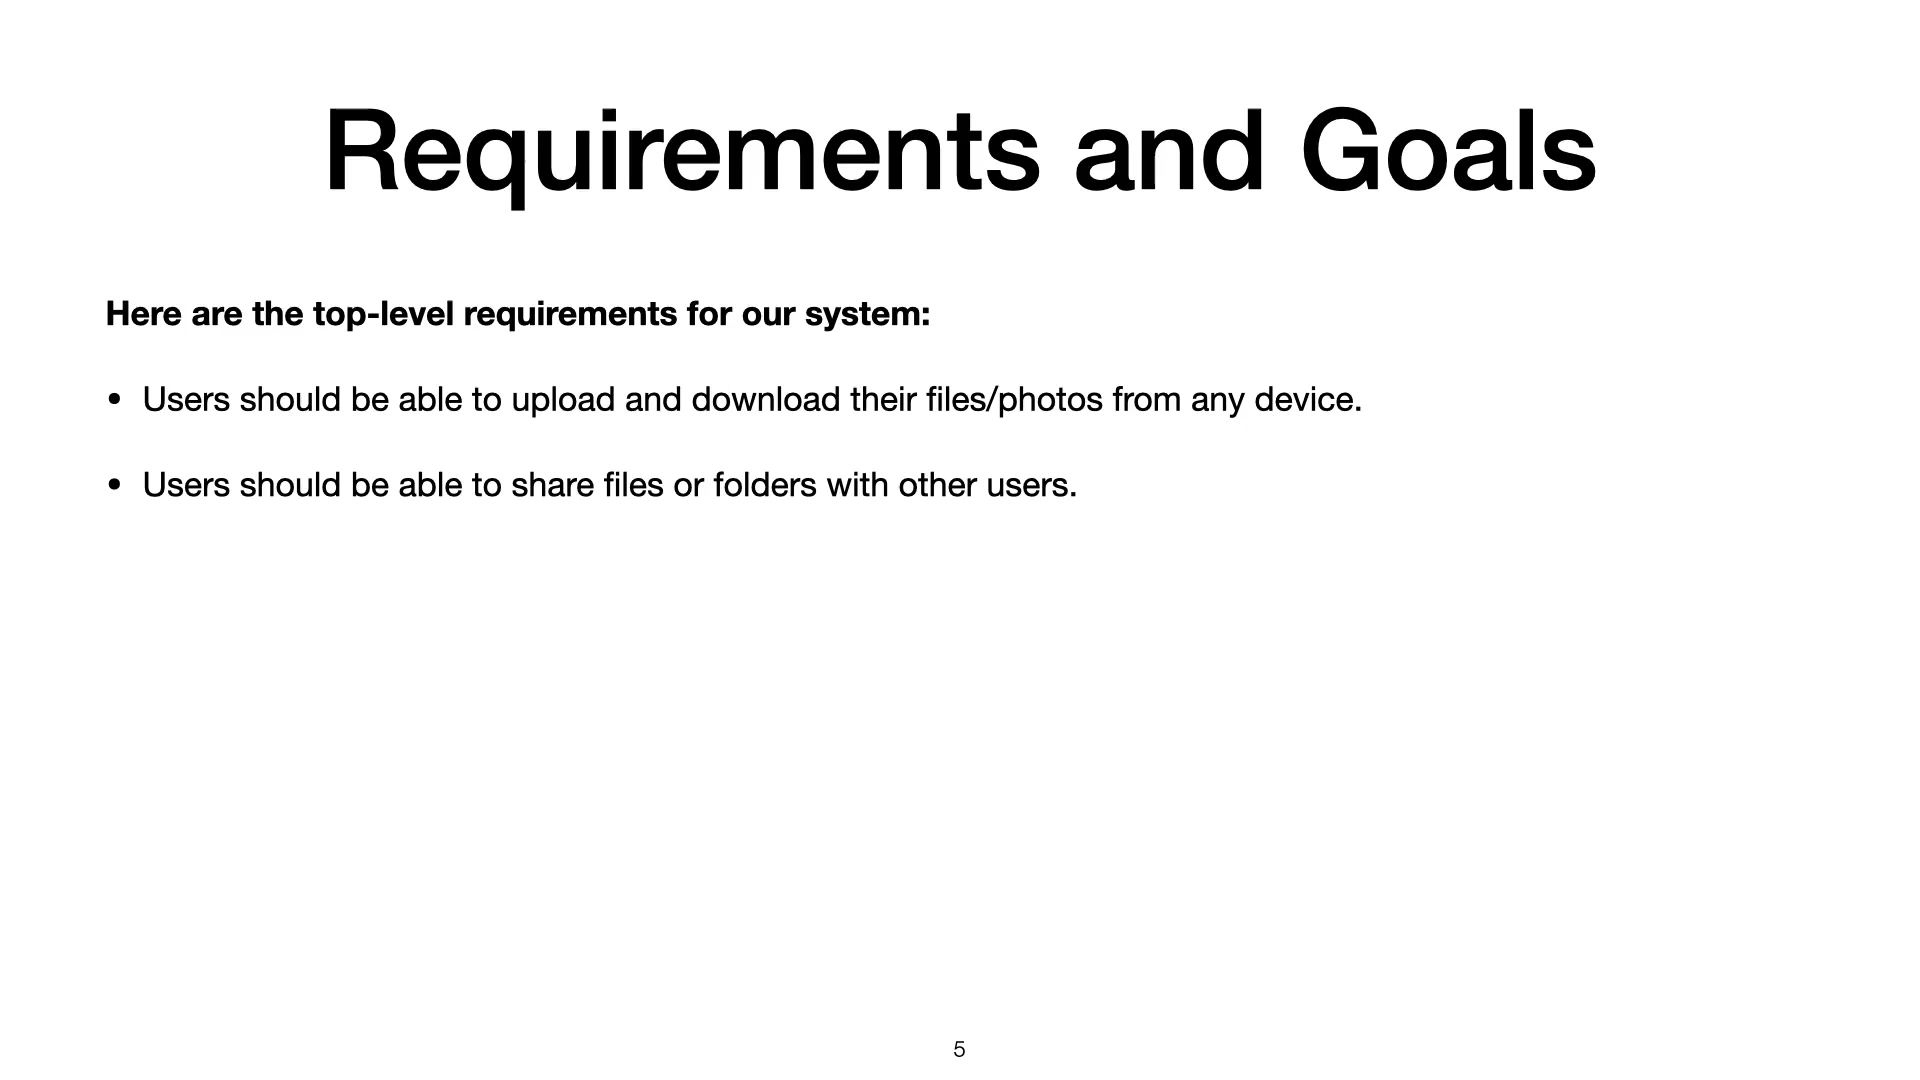 Requirements and Goals
Here are the top-level requirements for our system:
• Users should be able to upload and download their files/photos from any device.
• Users should be able to share files or folders with other users.
5